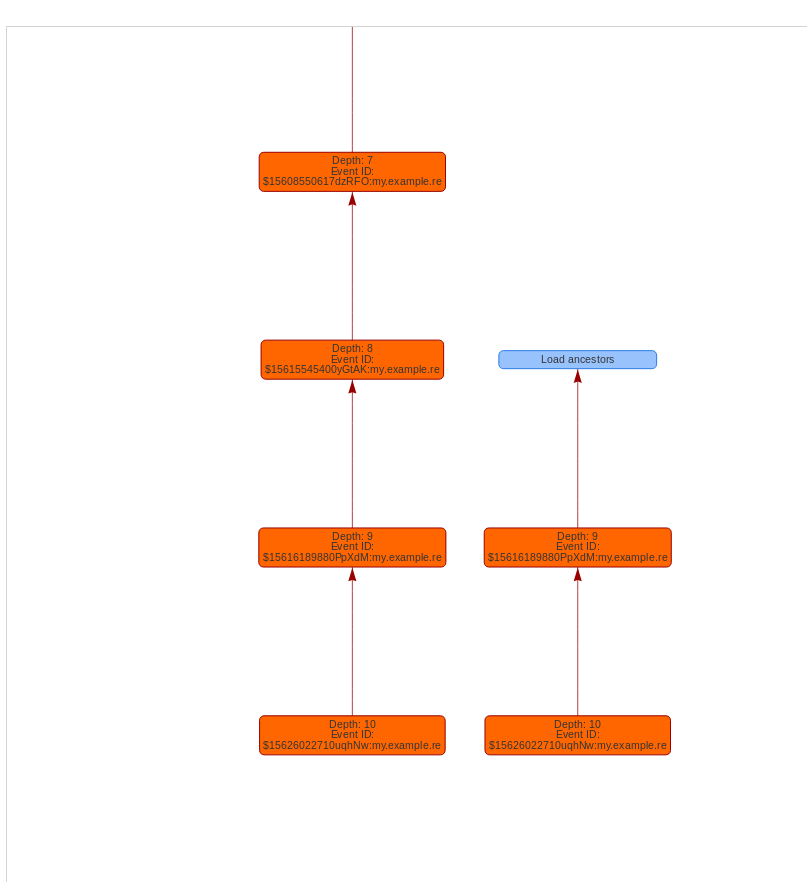 Depth: 7
Event ID:
$15608550617dzRFO:my.example.re
Depth: 8
Event ID:
$15615545400yGtAK:my.example.re
Load ancestors
Depth: 9
Event ID:
$15616189880PpXdM:my.example.re
Depth: 9
Event ID:
$15616189880PpXdM:my.example.re
Depth: 10
Event ID:
$15626022710uqhNw:my.example.re
Depth: 10
Event ID:
$15626022710uqhNw:my.example.re